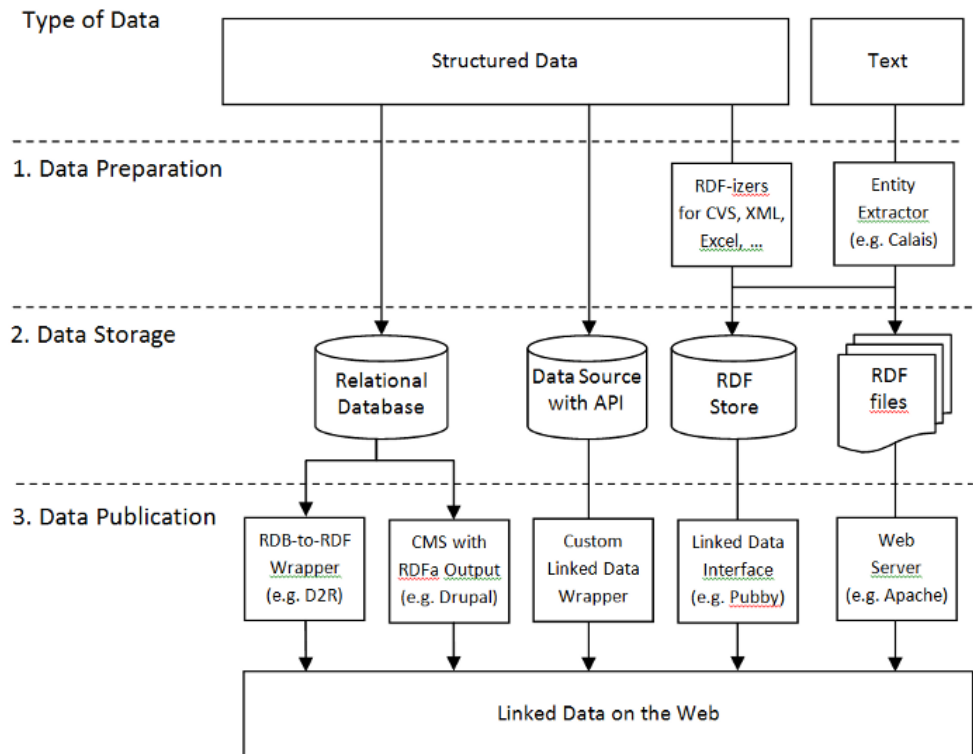 Type of Data
Structured Data
Text
1. Data Preparation
RDF-izers
for CVS, XML,
Excel, ...
Entity
Extractor
(e.g. Calais)
2. Data Storage
Relational
Database
Data Source
with API
RDF
Store
RDF
files
3. Data Publication
RDB-to-RDF
Wrapper
(e.g. D2R)
CMS with
RDFa Output
(e.g. Drupal)
Custom
Linked Data
Wrapper
Linked Data
Interface
(e.g. Pubby)
Web
Server
(e.g. Apache)
Linked Data on the Web